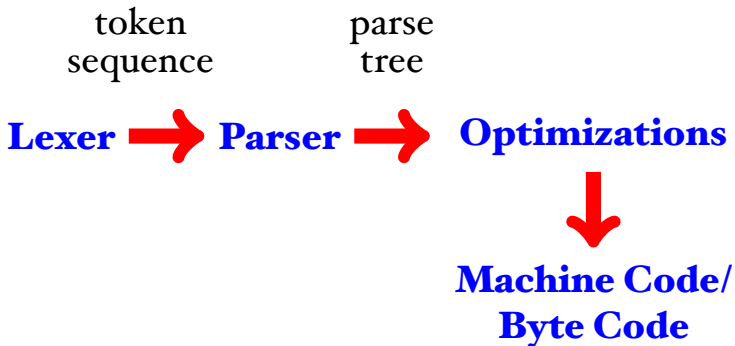 token
sequence
parse
tree
Lexer
Parser
Optimizations
Machine Code/
Byte Code